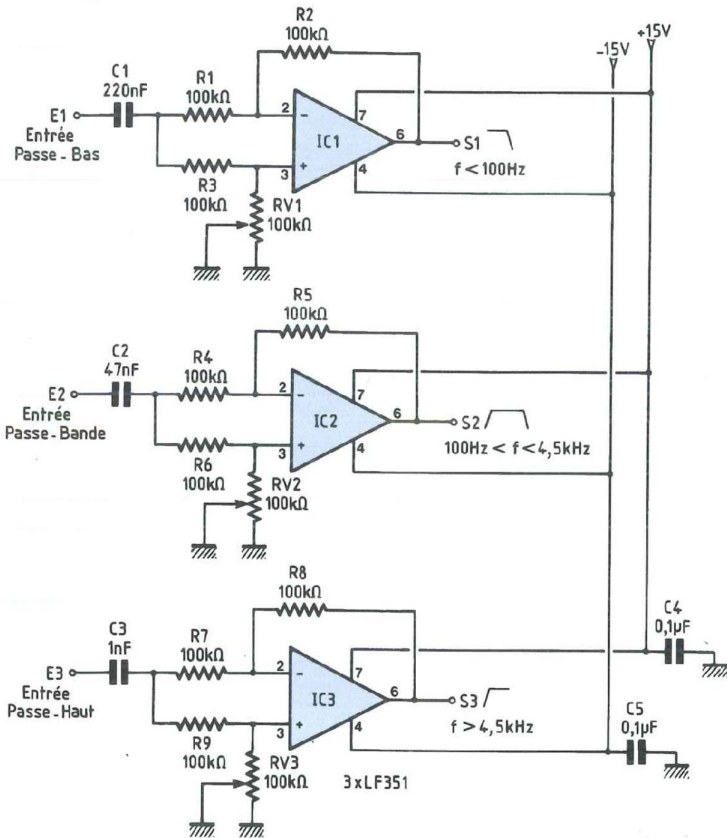 R2
100kΩ
-15V
+15V
C1
220nF
R1
100kΩ
E1
Entrée
Passe-Bas
2
-
7
IC1
6
S1
f < 100Hz
3
+
4
R3
100kΩ
RV1
100kΩ
R5
100kΩ
C2
47nF
R4
100kΩ
E2
Entrée
Passe-Bande
2
-
7
IC2
6
S2
100Hz < f < 4,5kHz
3
+
4
R6
100kΩ
RV2
100kΩ
R8
100kΩ
C3
1nF
R7
100kΩ
E3
Entrée
Passe-Haut
2
-
7
IC3
6
S3
f > 4,5kHz
3
+
4
R9
100kΩ
RV3
100kΩ
3xLF351
C4
0,1µF
C5
0,1µF